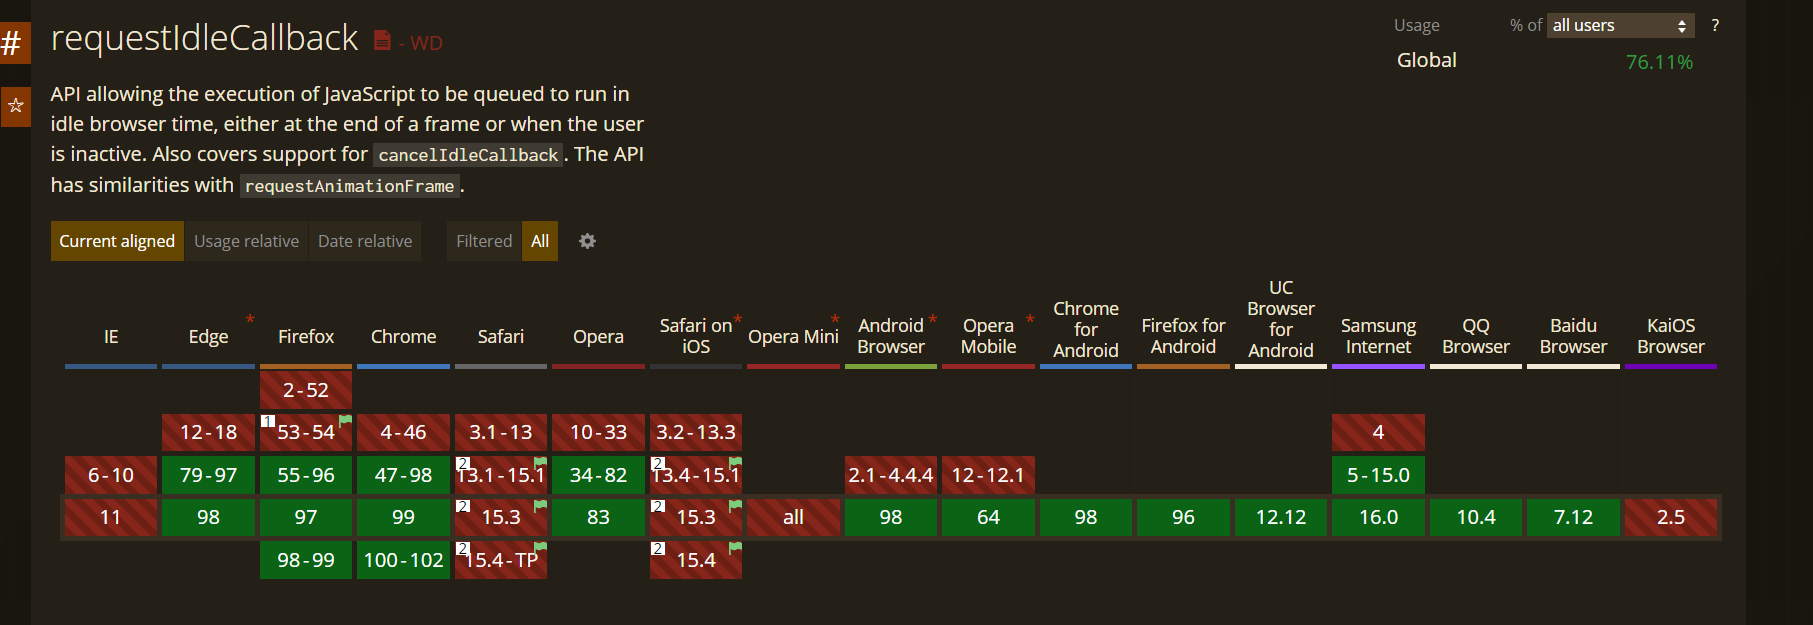 #
requestIdleCallback - WD
Usage % of all users ?
Global 76.11%
☆
API allowing the execution of JavaScript to be queued to run in
idle browser time, either at the end of a frame or when the user
is inactive. Also covers support for cancelIdleCallback. The API
has similarities with requestAnimationFrame.
Current aligned Usage relative Date relative Filtered All
IE Edge * Firefox Chrome Safari Opera Safari on iOS * Opera Mini * Android Browser * Opera Mobile * Chrome for Android Firefox for Android UC Browser for Android Samsung Internet QQ Browser Baidu Browser KaiOS Browser
2-52
12-18 1 53-54 4-46 3.1-13 10-33 3.2-13.3 4
6-10 79-97 55-96 47-98 2 13.1-15.1 34-82 2 13.4-15.1 2.1-4.4.4 12-12.1 5-15.0
11 98 97 99 2 15.3 83 2 15.3 all 98 64 98 96 12.12 16.0 10.4 7.12 2.5
98-99 100-102 2 15.4-TP 2 15.4